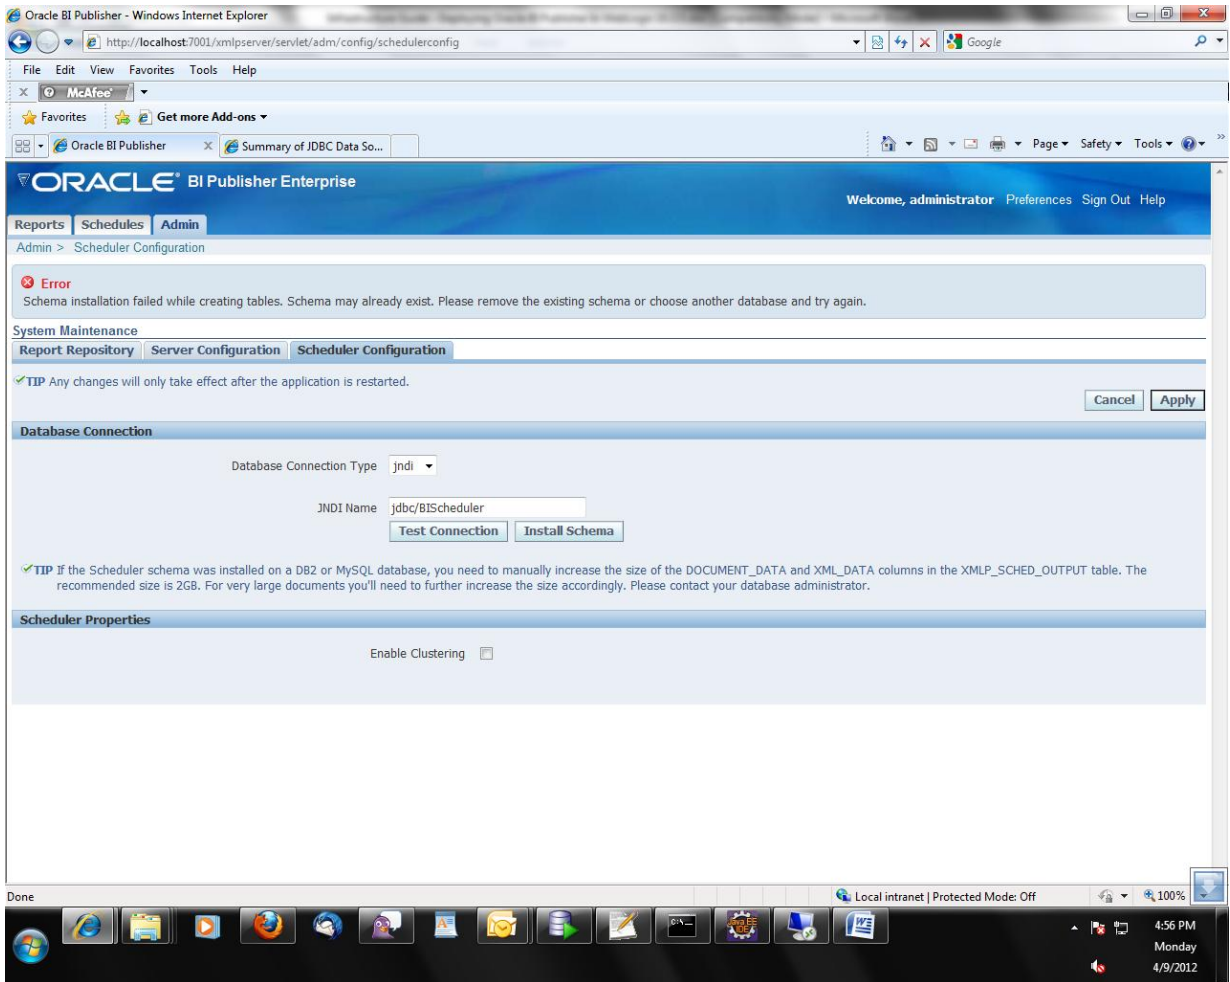 Oracle BI Publisher - Windows Internet Explorer
http://localhost:7001/xmlpserver/servlet/adm/config/schedulerconfig
Google
File Edit View Favorites Tools Help
x McAfee
Favorites Get more Add-ons
Oracle BI Publisher X Summary of JDBC Data So...
Page Safety Tools
ORACLE BI Publisher Enterprise
Welcome, administrator Preferences Sign Out Help
Reports Schedules Admin
Admin > Scheduler Configuration
Error
Schema installation failed while creating tables. Schema may already exist. Please remove the existing schema or choose another database and try again.
System Maintenance
Report Repository Server Configuration Scheduler Configuration
TIP Any changes will only take effect after the application is restarted.
Cancel Apply
Database Connection
Database Connection Type jndi
JNDI Name jdbc/BIScheduler
Test Connection Install Schema
TIP If the Scheduler schema was installed on a DB2 or MySQL database, you need to manually increase the size of the DOCUMENT_DATA and XML_DATA columns in the XMLP_SCHED_OUTPUT table. The
recommended size is 2GB. For very large documents you'll need to further increase the size accordingly. Please contact your database administrator.
Scheduler Properties
Enable Clustering
Done
Local intranet | Protected Mode: Off
100%
4:56 PM
Monday
4/9/2012